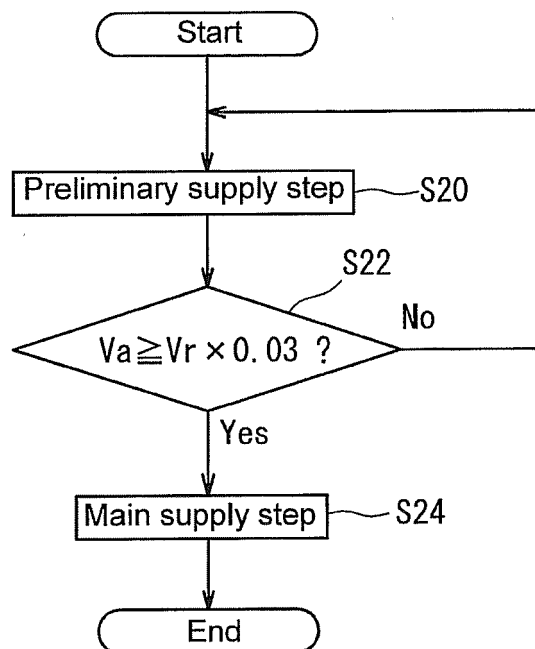 Start
Preliminary supply step
S20
S22
Va≧Vr×0.03 ?
No
Yes
Main supply step
S24
End